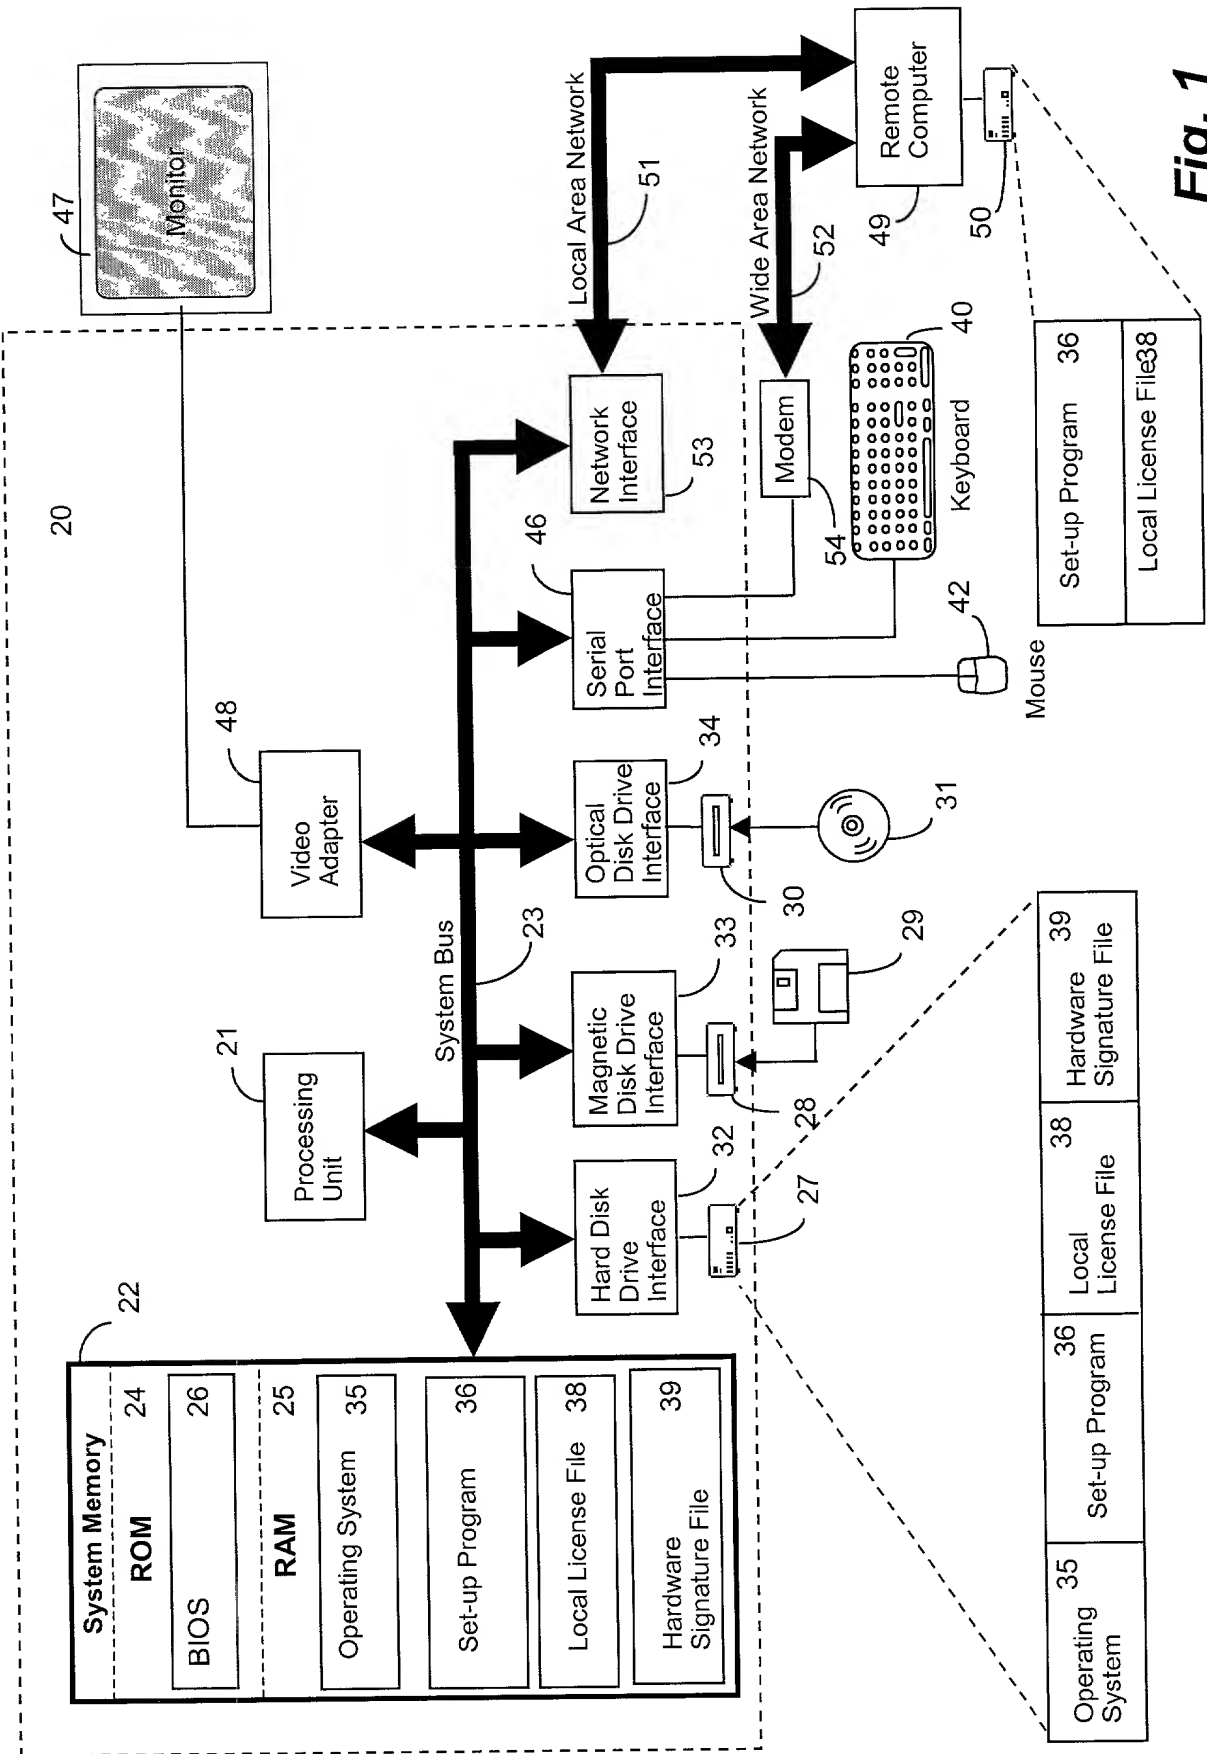 20
47
Monitor
System Memory
22
ROM 24
BIOS 26
RAM 25
Operating System 35
Set-up Program 36
Local License File 38
Hardware
Signature File 39
21
Processing
Unit
48
Video
Adapter
System Bus
23
Hard Disk
Drive
Interface
32
Magnetic
Disk Drive
Interface
33
Optical
Disk Drive
Interface
34
Serial
Port
Interface
46
Network
Interface
53
27
28
29
30
31
Mouse
42
Keyboard
40
Modem
54
Local Area Network
51
Wide Area Network
52
Remote
Computer
49
50
Operating
System
35
Set-up Program
36
Local
License File
38
Hardware
Signature File
39
Set-up Program 36
Local License File38
Fig. 1